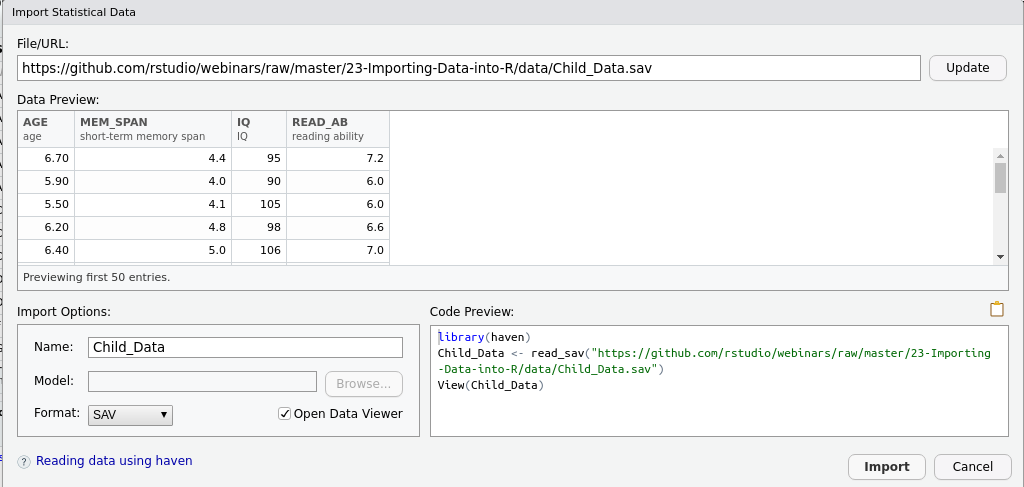 Import Statistical Data
File/URL:
https://github.com/rstudio/webinars/raw/master/23-Importing-Data-into-R/data/Child_Data.sav
Update
Data Preview:
AGE MEM_SPAN IQ READ_AB
age short-term memory span IQ reading ability
6.70 4.4 95 7.2
5.90 4.0 90 6.0
5.50 4.1 105 6.0
6.20 4.8 98 6.6
6.40 5.0 106 7.0
Previewing first 50 entries.
Import Options:
Name: Child_Data
Model: Browse...
Format: SAV Open Data Viewer
Code Preview:
library(haven)
Child_Data <- read_sav("https://github.com/rstudio/webinars/raw/master/23-Importing
-Data-into-R/data/Child_Data.sav")
View(Child_Data)
? Reading data using haven
Import Cancel